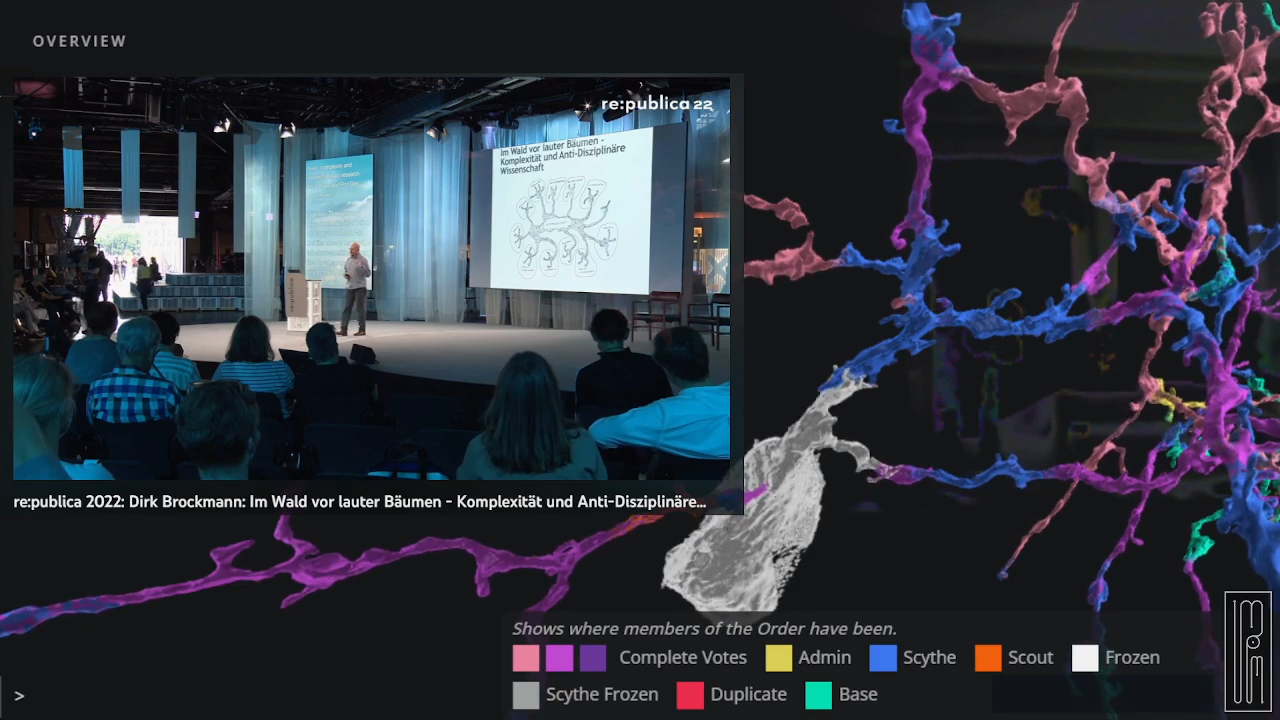 OVERVIEW
re:publica 22
Im Wald vor lauter Bäumen -
Komplexität und Anti-Disziplinäre
Wissenschaft
re:publica
re:publica 2022: Dirk Brockmann: Im Wald vor lauter Bäumen - Komplexität und Anti-Disziplinäre...
Shows where members of the Order have been.
Complete Votes Admin Scythe Scout Frozen
Scythe Frozen Duplicate Base
>